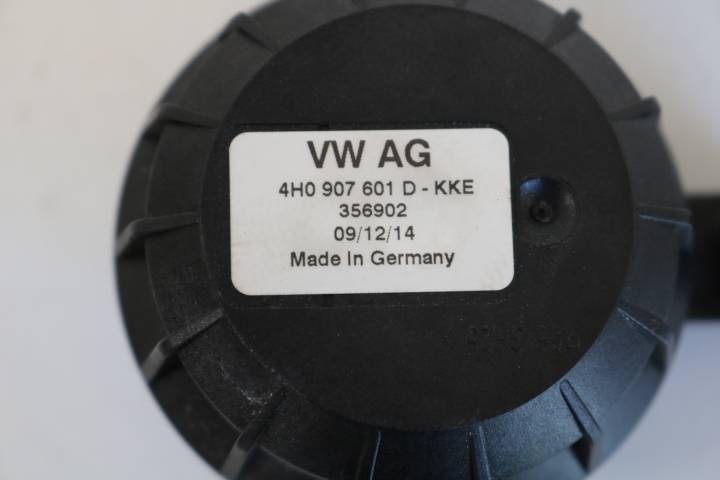 VW AG
4H0 907 601 D - KKE
356902
09/12/14
Made In Germany